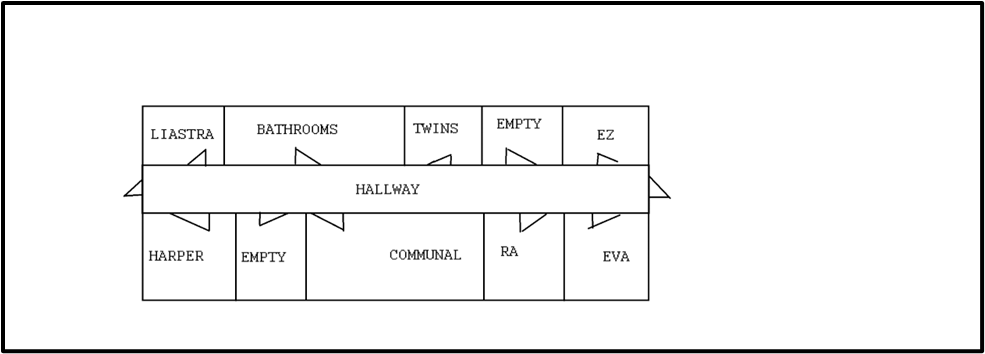 LIASTRA
BATHROOMS
TWINS
EMPTY
EZ
HALLWAY
HARPER
EMPTY
COMMUNAL
RA
EVA